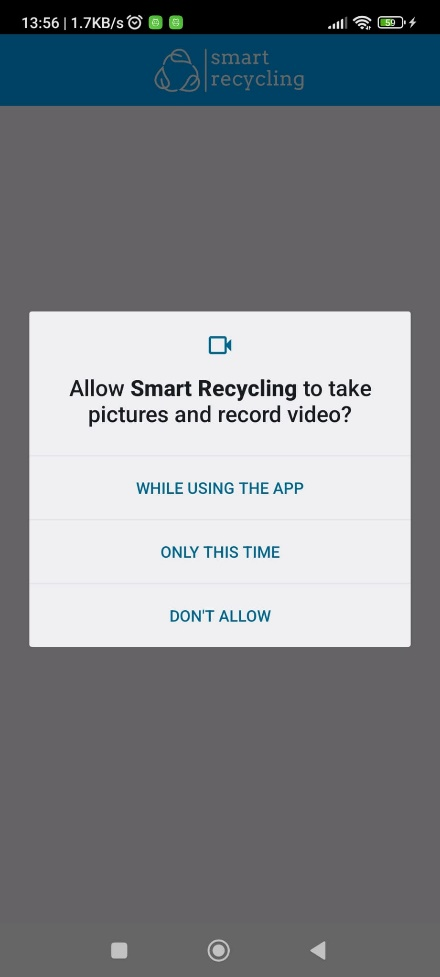 13:56 | 1.7KB/s
59
smart
recycling
Allow Smart Recycling to take
pictures and record video?
WHILE USING THE APP
ONLY THIS TIME
DON'T ALLOW